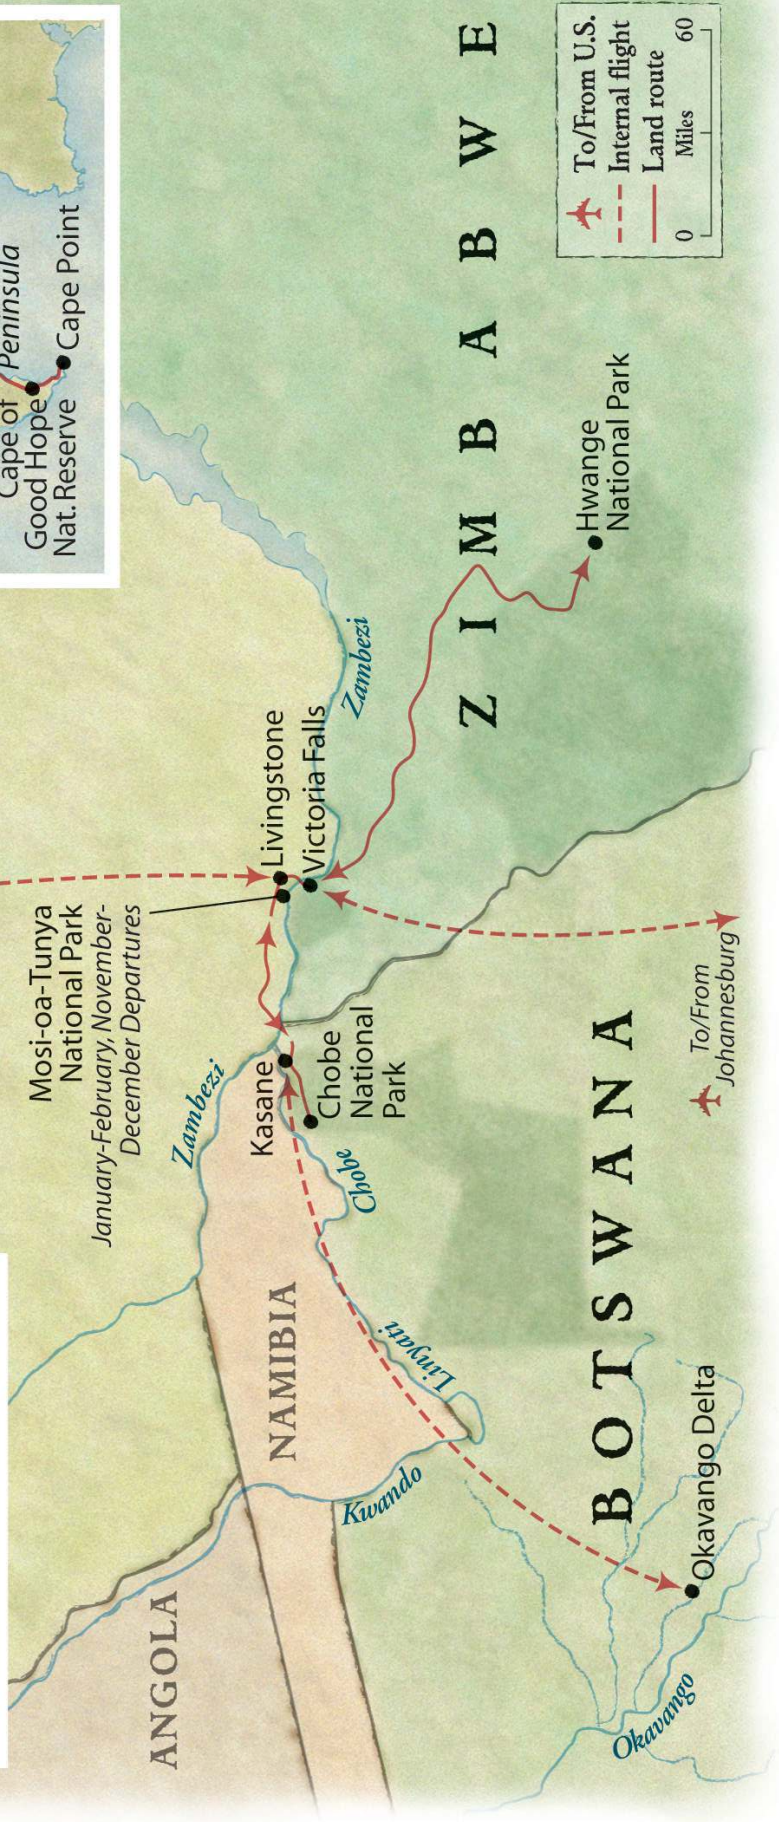 Cape of
Good Hope
Nat. Reserve
Peninsula
Cape Point
Mosi-oa-Tunya
National Park
January-February, November-
December Departures
Livingstone
Victoria Falls
Zambezi
Zambezi
Kasane
Chobe
National
Park
Chobe
NAMIBIA
ANGOLA
Linyati
Kwando
ZIMBABWE
Hwange
National Park
BOTSWANA
Okavango Delta
Okavango
To/From
Johannesburg
To/From U.S.
Internal flight
Land route
0 Miles 60